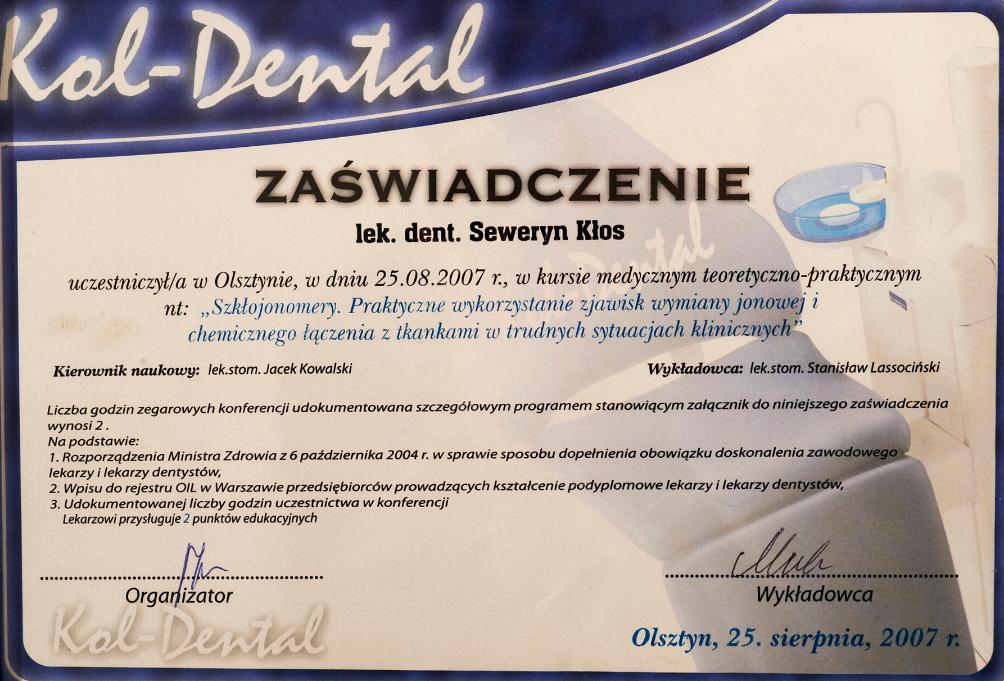 Kol-Dental
ZAŚWIADCZENIE
lek. dent. Seweryn Kłos
uczestniczył/a w Olsztynie, w dniu 25.08.2007 r., w kursie medycznym teoretyczno-praktycznym
nt: „Szkłojonomery. Praktyczne wykorzystanie zjawisk wymiany jonowej i
chemicznego łączenia z tkankami w trudnych sytuacjach klinicznych”
Kierownik naukowy: lek.stom. Jacek Kowalski
Wykładowca: lek.stom. Stanisław Lassociński
Liczba godzin zegarowych konferencji udokumentowana szczegółowym programem stanowiącym załącznik do niniejszego zaświadczenia
wynosi 2 .
Na podstawie:
1. Rozporządzenia Ministra Zdrowia z 6 października 2004 r. w sprawie sposobu dopełnienia obowiązku doskonalenia zawodowego
lekarzy i lekarzy dentystów,
2. Wpisu do rejestru OIL w Warszawie przedsiębiorców prowadzących kształcenie podyplomowe lekarzy i lekarzy dentystów,
3. Udokumentowanej liczby godzin uczestnictwa w konferencji
Lekarzowi przysługuje 2 punktów edukacyjnych
Organizator
Wykładowca
Kol-Dental
Olsztyn, 25. sierpnia, 2007 r.